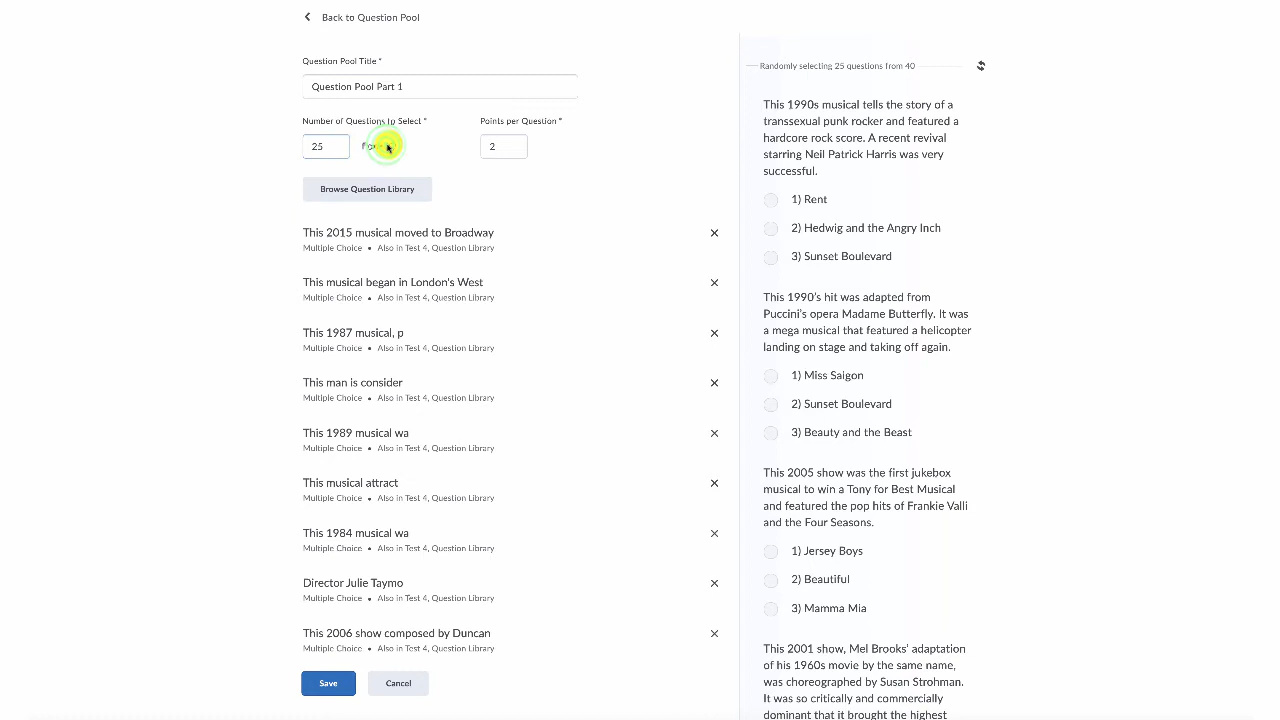 Back to Question Pool
Question Pool Title *
Question Pool Part 1
Number of Questions to Select *
Points per Question *
25
2
Browse Question Library
This 2015 musical moved to Broadway
Multiple Choice • Also in Test 4, Question Library
This musical began in London's West
Multiple Choice • Also in Test 4, Question Library
This 1987 musical, p
Multiple Choice • Also in Test 4, Question Library
This man is consider
Multiple Choice • Also in Test 4, Question Library
This 1989 musical wa
Multiple Choice • Also in Test 4, Question Library
This musical attract
Multiple Choice • Also in Test 4, Question Library
This 1984 musical wa
Multiple Choice • Also in Test 4, Question Library
Director Julie Taymo
Multiple Choice • Also in Test 4, Question Library
This 2006 show composed by Duncan
Multiple Choice • Also in Test 4, Question Library
Save
Cancel
Randomly selecting 25 questions from 40
This 1990s musical tells the story of a
transsexual punk rocker and featured a
hardcore rock score. A recent revival
starring Neil Patrick Harris was very
successful.
1) Rent
2) Hedwig and the Angry Inch
3) Sunset Boulevard
This 1990's hit was adapted from
Puccini's opera Madame Butterfly. It was
a mega musical that featured a helicopter
landing on stage and taking off again.
1) Miss Saigon
2) Sunset Boulevard
3) Beauty and the Beast
This 2005 show was the first jukebox
musical to win a Tony for Best Musical
and featured the pop hits of Frankie Valli
and the Four Seasons.
1) Jersey Boys
2) Beautiful
3) Mamma Mia
This 2001 show, Mel Brooks' adaptation
of his 1960s movie by the same name,
was choreographed by Susan Strohman.
It was so critically and commercially
dominant that it brought the highest